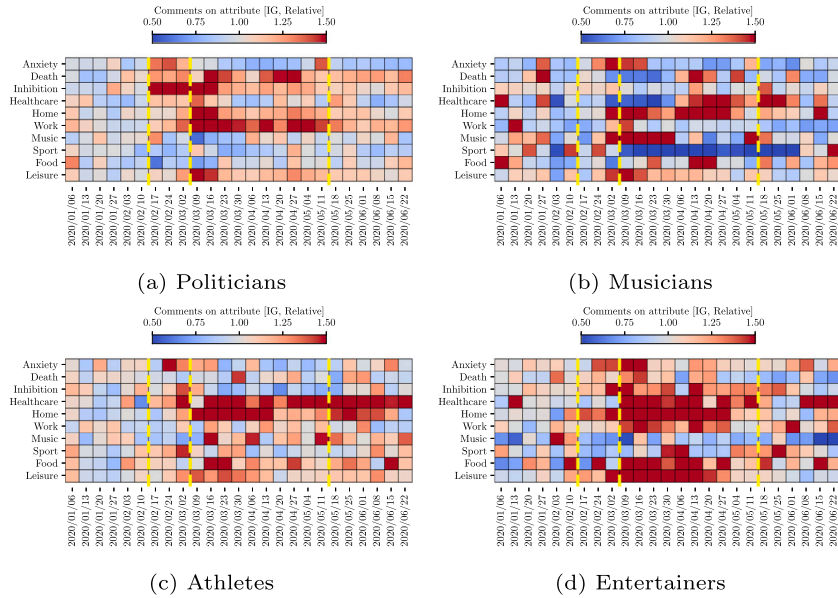 Comments on attribute [IG, Relative]
0.50 0.75 1.00 1.25 1.50
Anxiety
Death
Inhibition
Healthcare
Home
Work
Music
Sport
Food
Leisure
2020/01/06 2020/01/13 2020/01/20 2020/01/27 2020/02/03 2020/02/10 2020/02/17 2020/02/24 2020/03/02 2020/03/09 2020/03/16 2020/03/23 2020/03/30 2020/04/06 2020/04/13 2020/04/20 2020/04/27 2020/05/04 2020/05/11 2020/05/18 2020/05/25 2020/06/01 2020/06/08 2020/06/15 2020/06/22
(a) Politicians
Comments on attribute [IG, Relative]
0.50 0.75 1.00 1.25 1.50
Anxiety
Death
Inhibition
Healthcare
Home
Work
Music
Sport
Food
Leisure
2020/01/06 2020/01/13 2020/01/20 2020/01/27 2020/02/03 2020/02/10 2020/02/17 2020/02/24 2020/03/02 2020/03/09 2020/03/16 2020/03/23 2020/03/30 2020/04/06 2020/04/13 2020/04/20 2020/04/27 2020/05/04 2020/05/11 2020/05/18 2020/05/25 2020/06/01 2020/06/08 2020/06/15 2020/06/22
(b) Musicians
Comments on attribute [IG, Relative]
0.50 0.75 1.00 1.25 1.50
Anxiety
Death
Inhibition
Healthcare
Home
Work
Music
Sport
Food
Leisure
2020/01/06 2020/01/13 2020/01/20 2020/01/27 2020/02/03 2020/02/10 2020/02/17 2020/02/24 2020/03/02 2020/03/09 2020/03/16 2020/03/23 2020/03/30 2020/04/06 2020/04/13 2020/04/20 2020/04/27 2020/05/04 2020/05/11 2020/05/18 2020/05/25 2020/06/01 2020/06/08 2020/06/15 2020/06/22
(c) Athletes
Comments on attribute [IG, Relative]
0.50 0.75 1.00 1.25 1.50
Anxiety
Death
Inhibition
Healthcare
Home
Work
Music
Sport
Food
Leisure
2020/01/06 2020/01/13 2020/01/20 2020/01/27 2020/02/03 2020/02/10 2020/02/17 2020/02/24 2020/03/02 2020/03/09 2020/03/16 2020/03/23 2020/03/30 2020/04/06 2020/04/13 2020/04/20 2020/04/27 2020/05/04 2020/05/11 2020/05/18 2020/05/25 2020/06/01 2020/06/08 2020/06/15 2020/06/22
(d) Entertainers